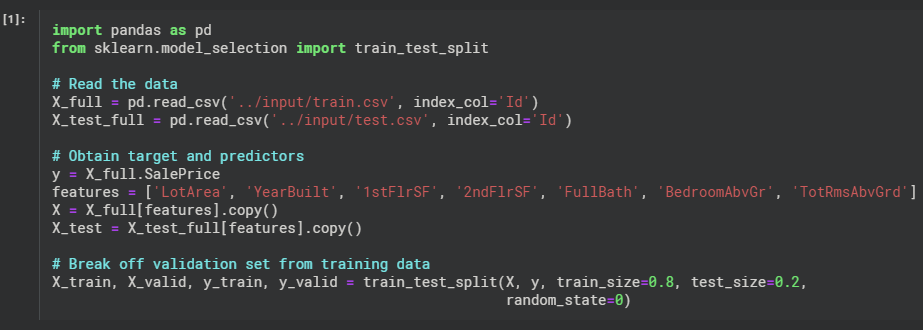 [1]:
import pandas as pd
from sklearn.model_selection import train_test_split
# Read the data
X_full = pd.read_csv('../input/train.csv', index_col='Id')
X_test_full = pd.read_csv('../input/test.csv', index_col='Id')
# Obtain target and predictors
y = X_full.SalePrice
features = ['LotArea', 'YearBuilt', '1stFlrSF', '2ndFlrSF', 'FullBath', 'BedroomAbvGr', 'TotRmsAbvGrd']
X = X_full[features].copy()
X_test = X_test_full[features].copy()
# Break off validation set from training data
X_train, X_valid, y_train, y_valid = train_test_split(X, y, train_size=0.8, test_size=0.2,
random_state=0)